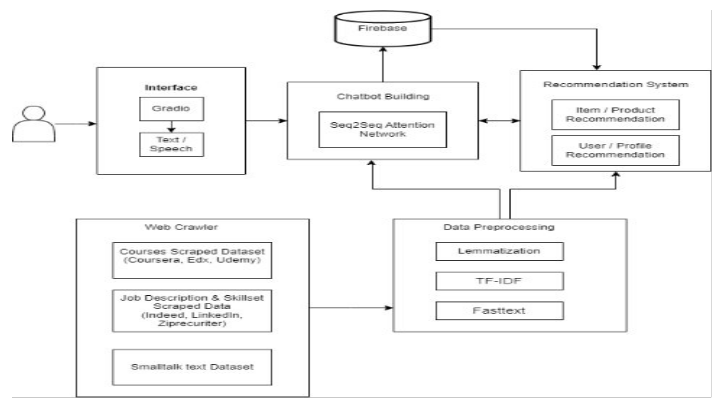 Firebase
Interface
Gradio
Text /
Speech
Chatbot Building
Seq2Seq Attention
Network
Recommendation System
Item / Product
Recommendation
User / Profile
Recommendation
Web Crawler
Courses Scraped Dataset
(Coursera, Edx, Udemy)
Job Description & Skillset
Scraped Data
(Indeed, LinkedIn,
Ziprecuriter)
Smalltalk text Dataset
Data Preprocessing
Lemmatization
TF-IDF
Fasttext